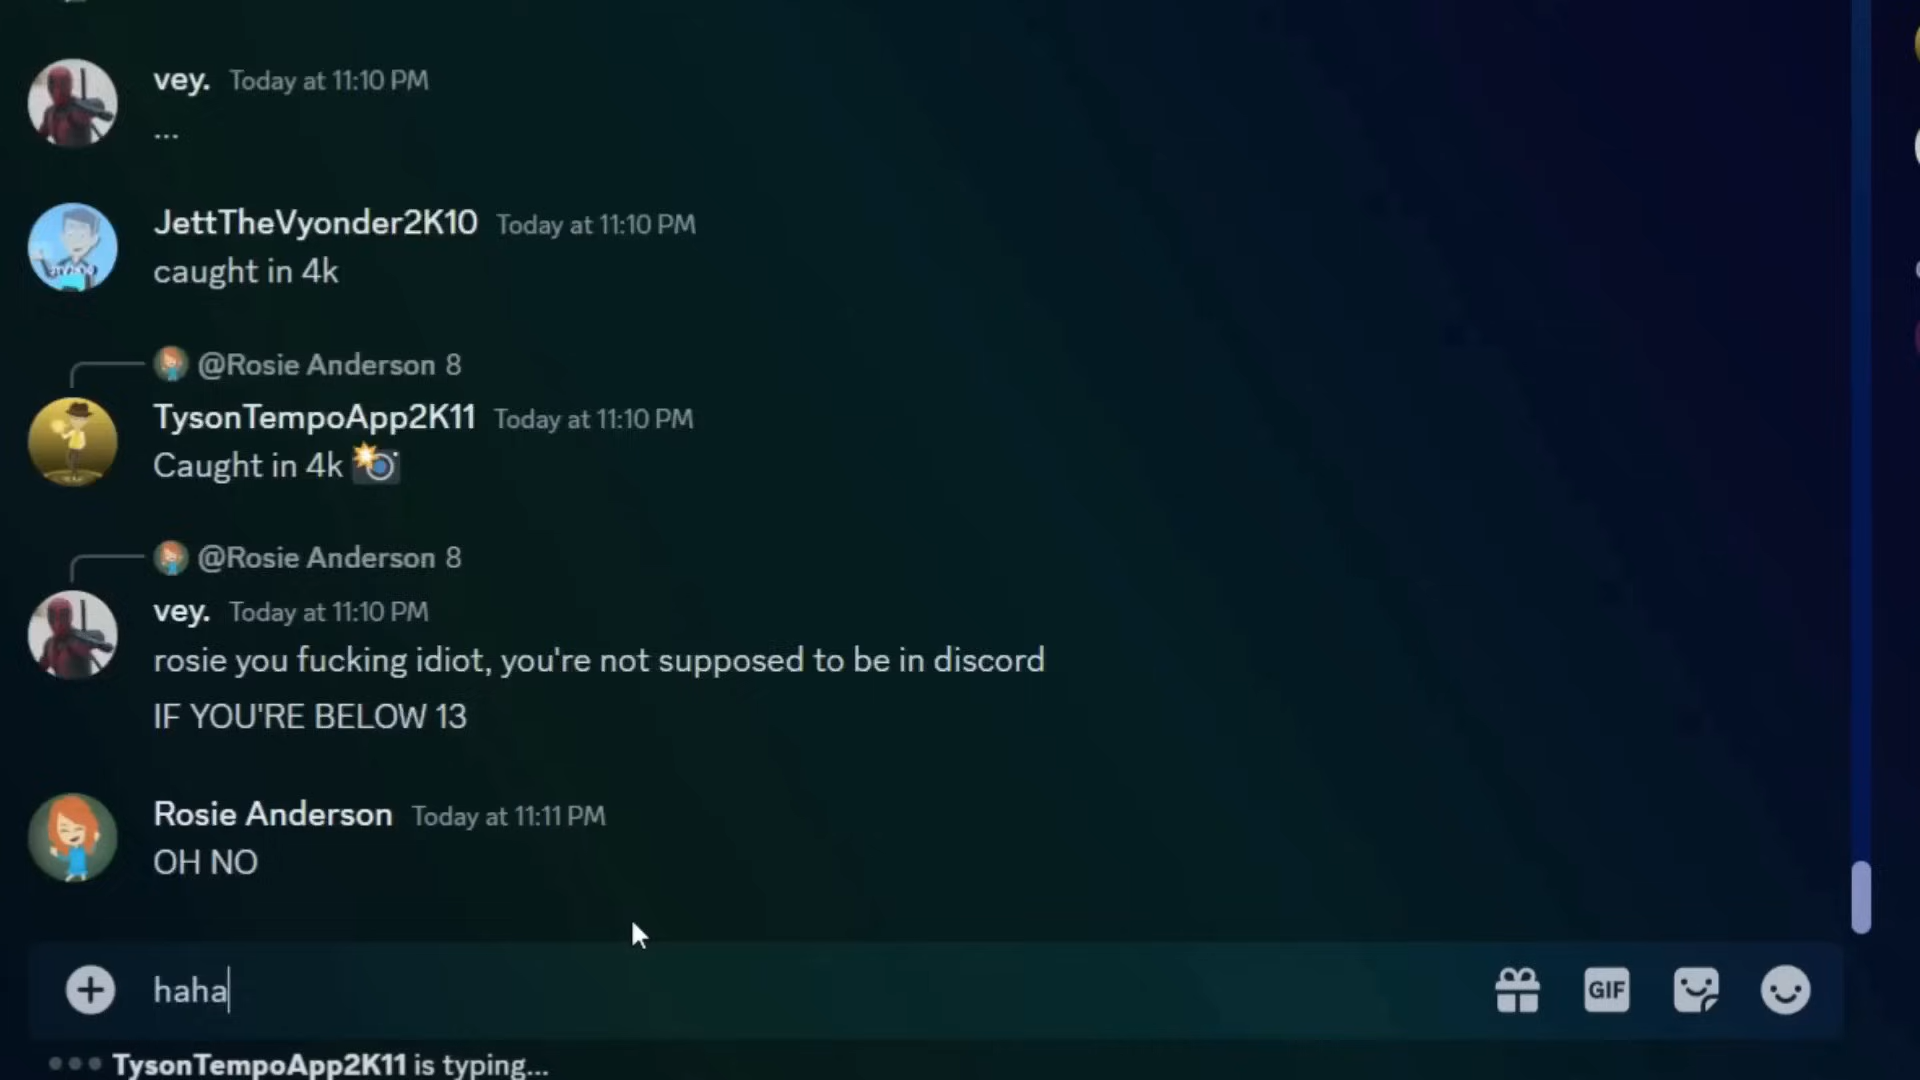 vey. Today at 11:10 PM
...
JettTheVyonder2K10 Today at 11:10 PM
caught in 4k
@Rosie Anderson 8
TysonTempoApp2K11 Today at 11:10 PM
Caught in 4k 📸
@Rosie Anderson 8
vey. Today at 11:10 PM
rosie you fucking idiot, you're not supposed to be in discord
IF YOU'RE BELOW 13
Rosie Anderson Today at 11:11 PM
OH NO
haha
GIF
TysonTempoApp2K11 is typing...